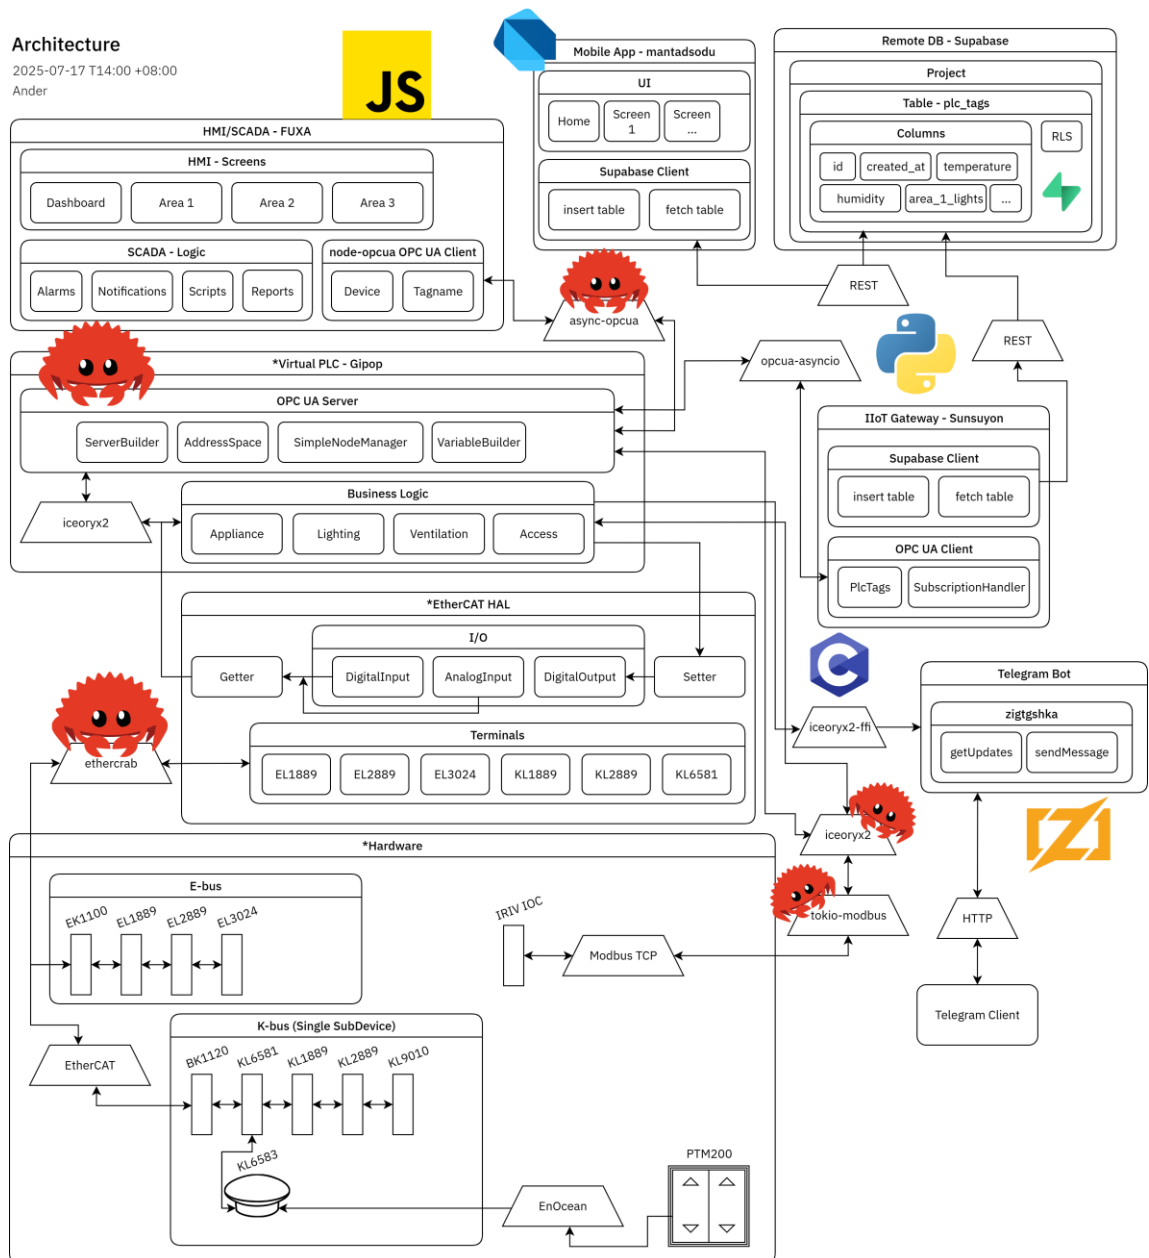 Architecture
2025-07-17 T14:00 +08:00
Ander
JS
HMI/SCADA - FUXA
HMI - Screens
Dashboard
Area 1
Area 2
Area 3
SCADA - Logic
Alarms
Notifications
Scripts
Reports
node-opcua OPC UA Client
Device
Tagname
Mobile App - mantadsodu
UI
Home
Screen
1
Screen
...
Supabase Client
insert table
fetch table
Remote DB - Supabase
Project
Table - plc_tags
Columns
id
created_at
temperature
humidity
area_1_lights
...
RLS
REST
async-opcua
REST
opcua-asyncio
*Virtual PLC - Gipop
OPC UA Server
ServerBuilder
AddressSpace
SimpleNodeManager
VariableBuilder
iceoryx2
Business Logic
Appliance
Lighting
Ventilation
Access
IIoT Gateway - Sunsuyon
Supabase Client
insert table
fetch table
OPC UA Client
PlcTags
SubscriptionHandler
*EtherCAT HAL
I/O
Getter
DigitalInput
AnalogInput
DigitalOutput
Setter
Terminals
EL1889
EL2889
EL3024
KL1889
KL2889
KL6581
ethercrab
C
iceoryx2-ffi
Telegram Bot
zigtgshka
getUpdates
sendMessage
iceoryx2
tokio-modbus
HTTP
Telegram Client
*Hardware
E-bus
EK1100
EL1889
EL2889
EL3024
IRIV IOC
Modbus TCP
EtherCAT
K-bus (Single SubDevice)
BK1120
KL6581
KL1889
KL2889
KL9010
KL6583
EnOcean
PTM200